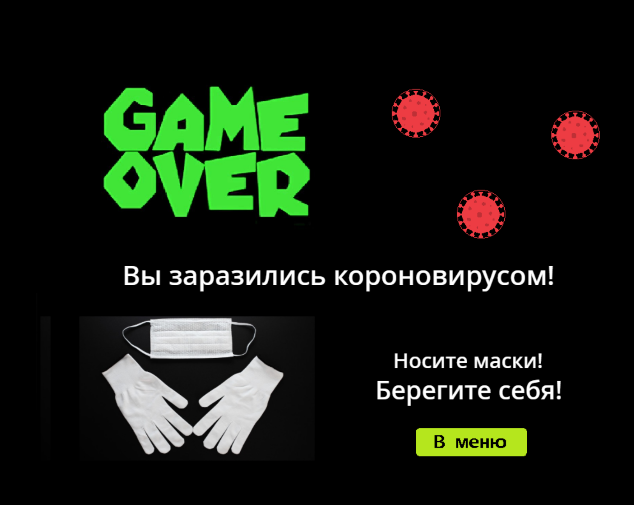 GAME
OVER
Вы заразились короновирусом!
Носите маски!
Берегите себя!
В меню